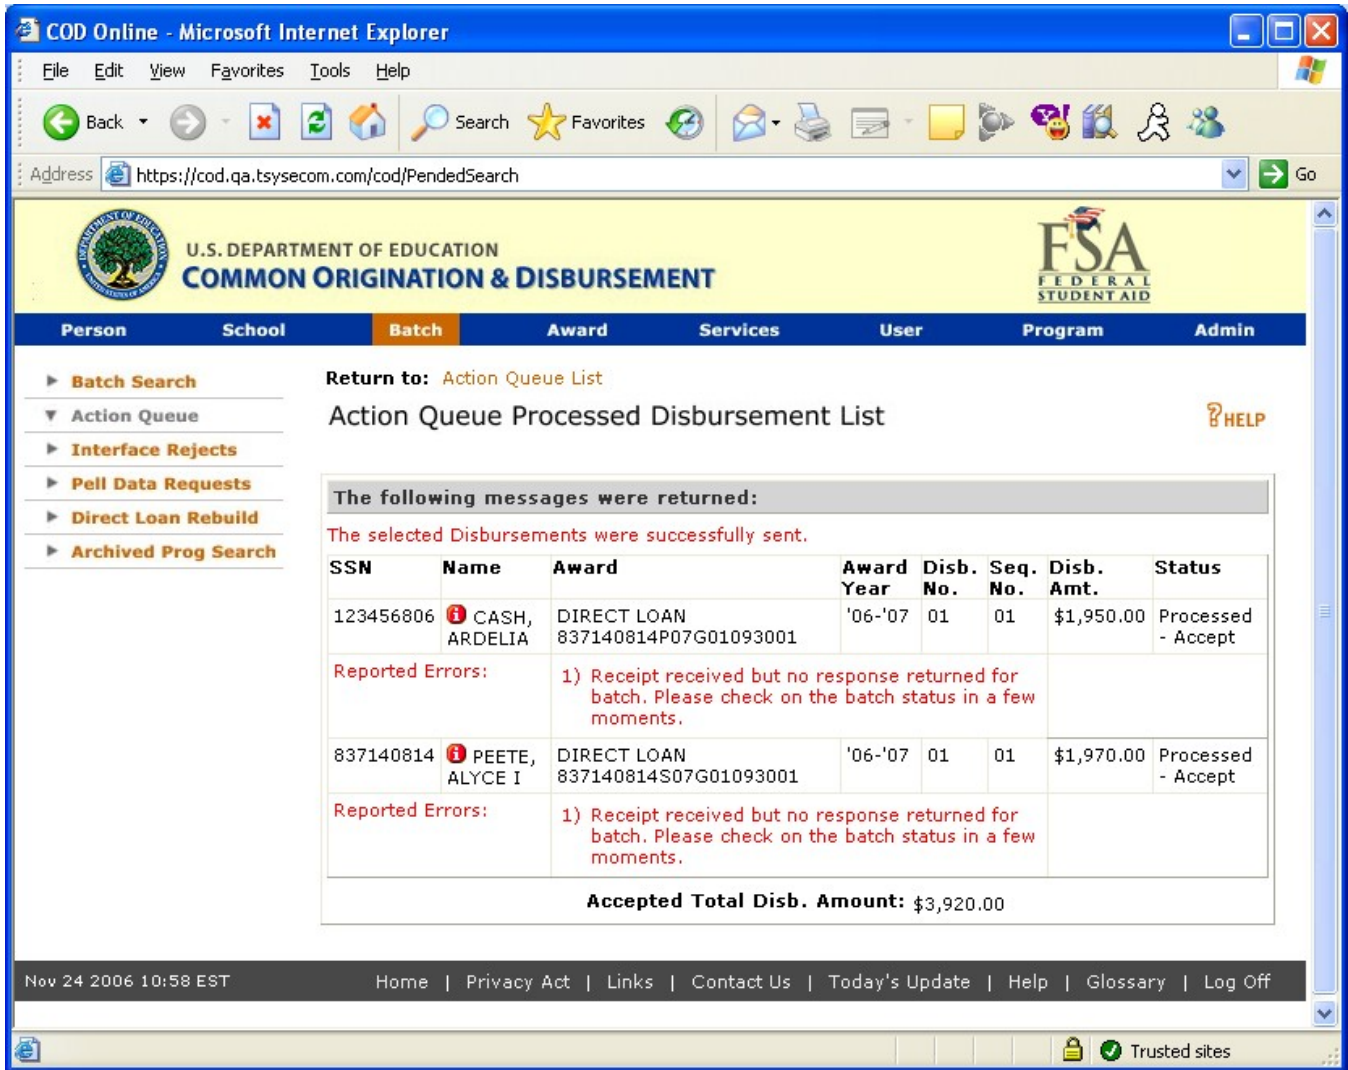 COD Online - Microsoft Internet Explorer
File Edit View Favorites Tools Help
Back Search Favorites
Address https://cod.qa.tsysecom.com/cod/PendedSearch Go
U.S. DEPARTMENT OF EDUCATION
COMMON ORIGINATION & DISBURSEMENT
FSA
FEDERAL
STUDENT AID
Person School Batch Award Services User Program Admin
Batch Search
Action Queue
Interface Rejects
Pell Data Requests
Direct Loan Rebuild
Archived Prog Search
Return to: Action Queue List
Action Queue Processed Disbursement List
?HELP
The following messages were returned:
The selected Disbursements were successfully sent.
SSN Name Award Award Disb. Seq. Disb. Status
Year No. No. Amt.
123456806 CASH, DIRECT LOAN '06-'07 01 01 $1,950.00 Processed
ARDELIA 837140814P07G01093001 - Accept
Reported Errors: 1) Receipt received but no response returned for
batch. Please check on the batch status in a few
moments.
837140814 PEETE, DIRECT LOAN '06-'07 01 01 $1,970.00 Processed
ALYCE I 837140814S07G01093001 - Accept
Reported Errors: 1) Receipt received but no response returned for
batch. Please check on the batch status in a few
moments.
Accepted Total Disb. Amount: $3,920.00
Nov 24 2006 10:58 EST Home | Privacy Act | Links | Contact Us | Today's Update | Help | Glossary | Log Off
Trusted sites